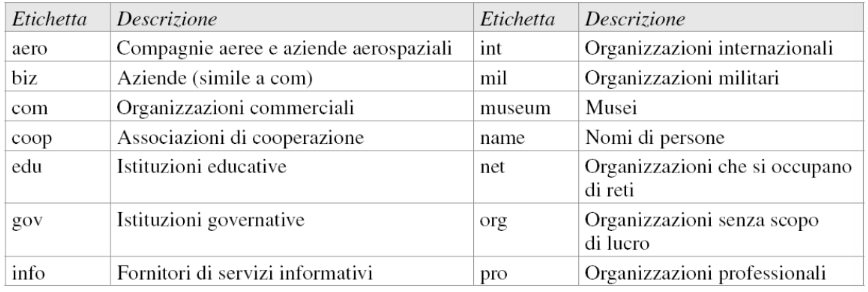 Etichetta Descrizione Etichetta Descrizione
aero Compagnie aeree e aziende aerospaziali int Organizzazioni internazionali
biz Aziende (simile a com) mil Organizzazioni militari
com Organizzazioni commerciali museum Musei
coop Associazioni di cooperazione name Nomi di persone
edu Istituzioni educative net Organizzazioni che si occupano
di reti
gov Istituzioni governative org Organizzazioni senza scopo
di lucro
info Fornitori di servizi informativi pro Organizzazioni professionali